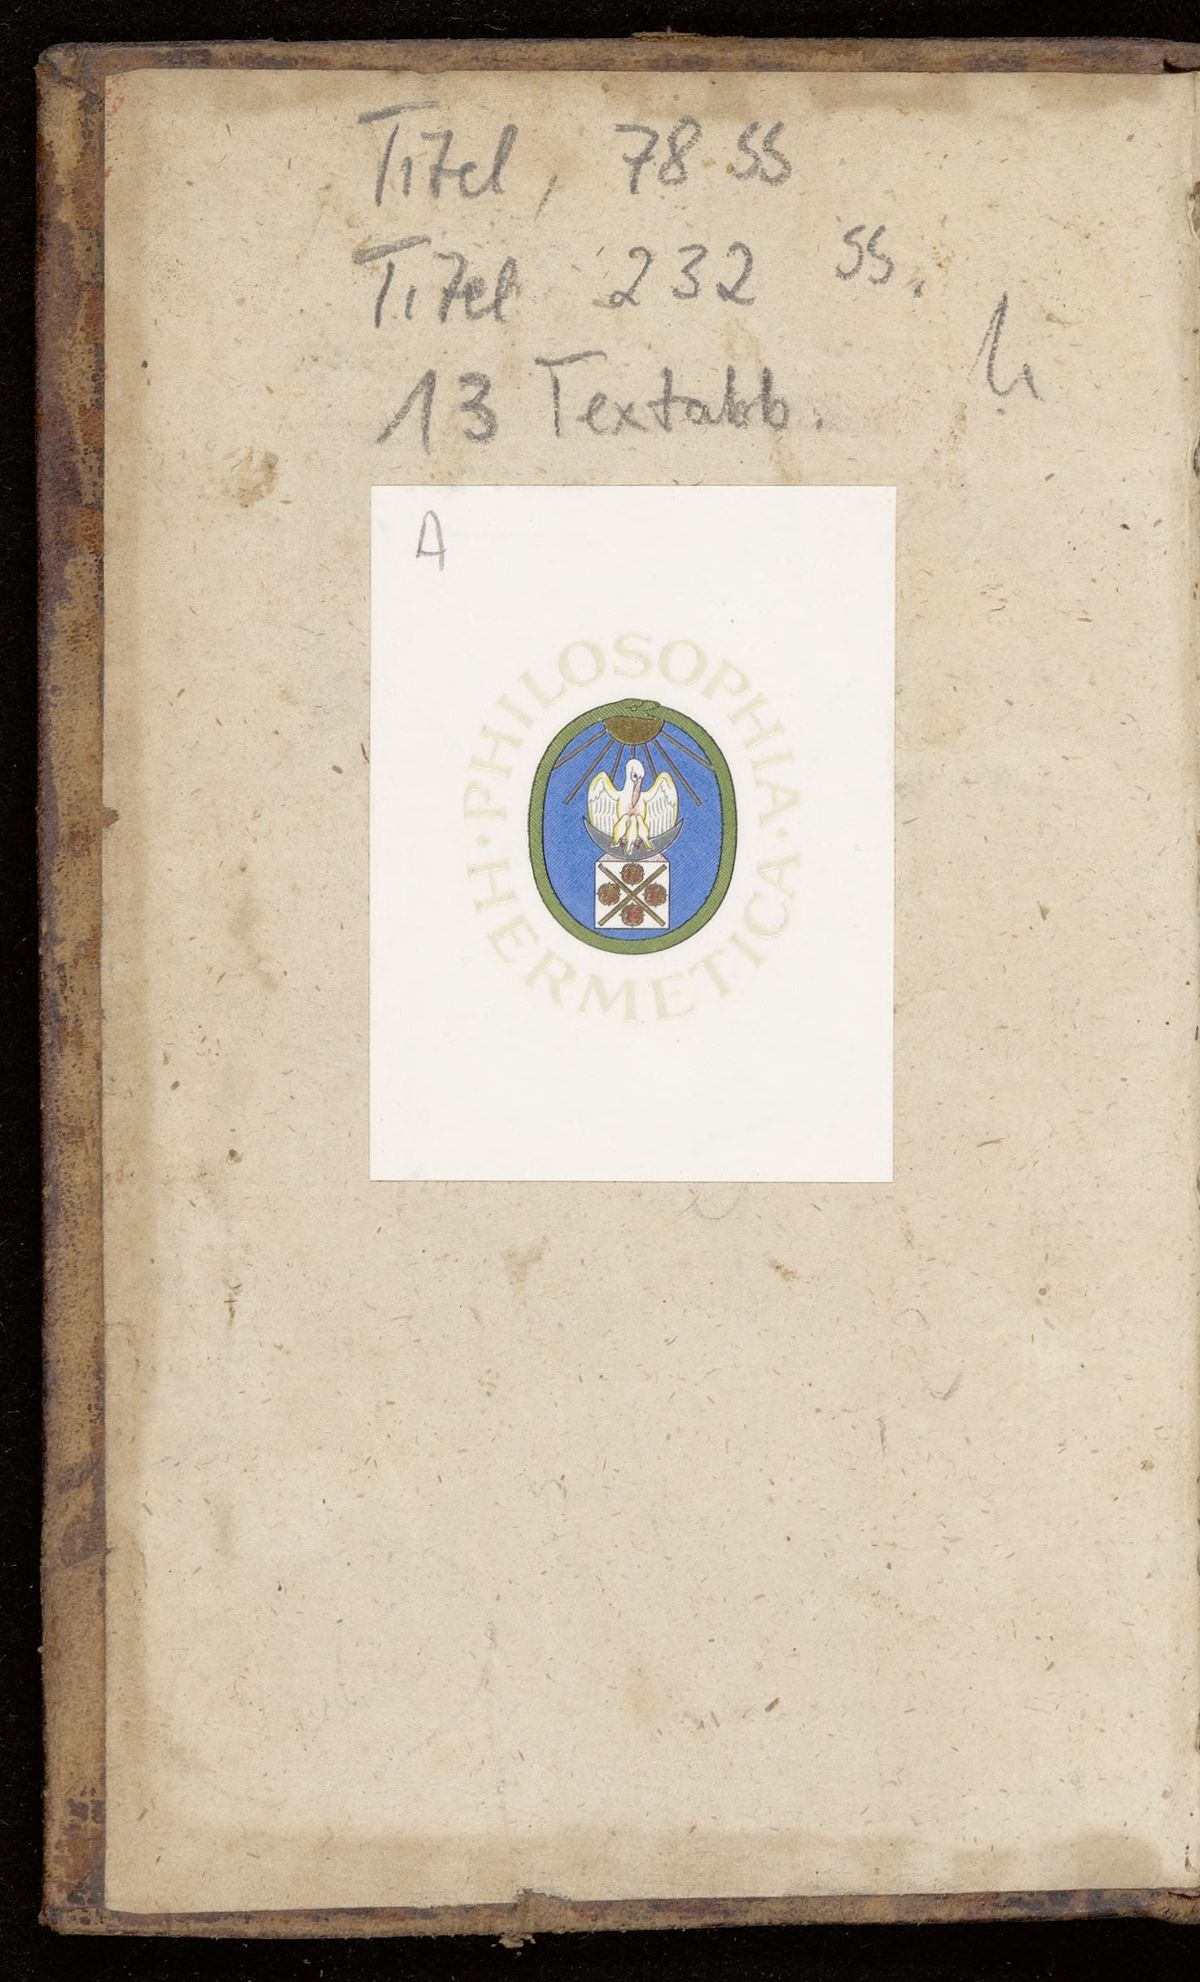 Titel, 78 SS
Titel 232 SS.
13 Textabb.
A
PHILOSOPHIA · HERMETICA ·